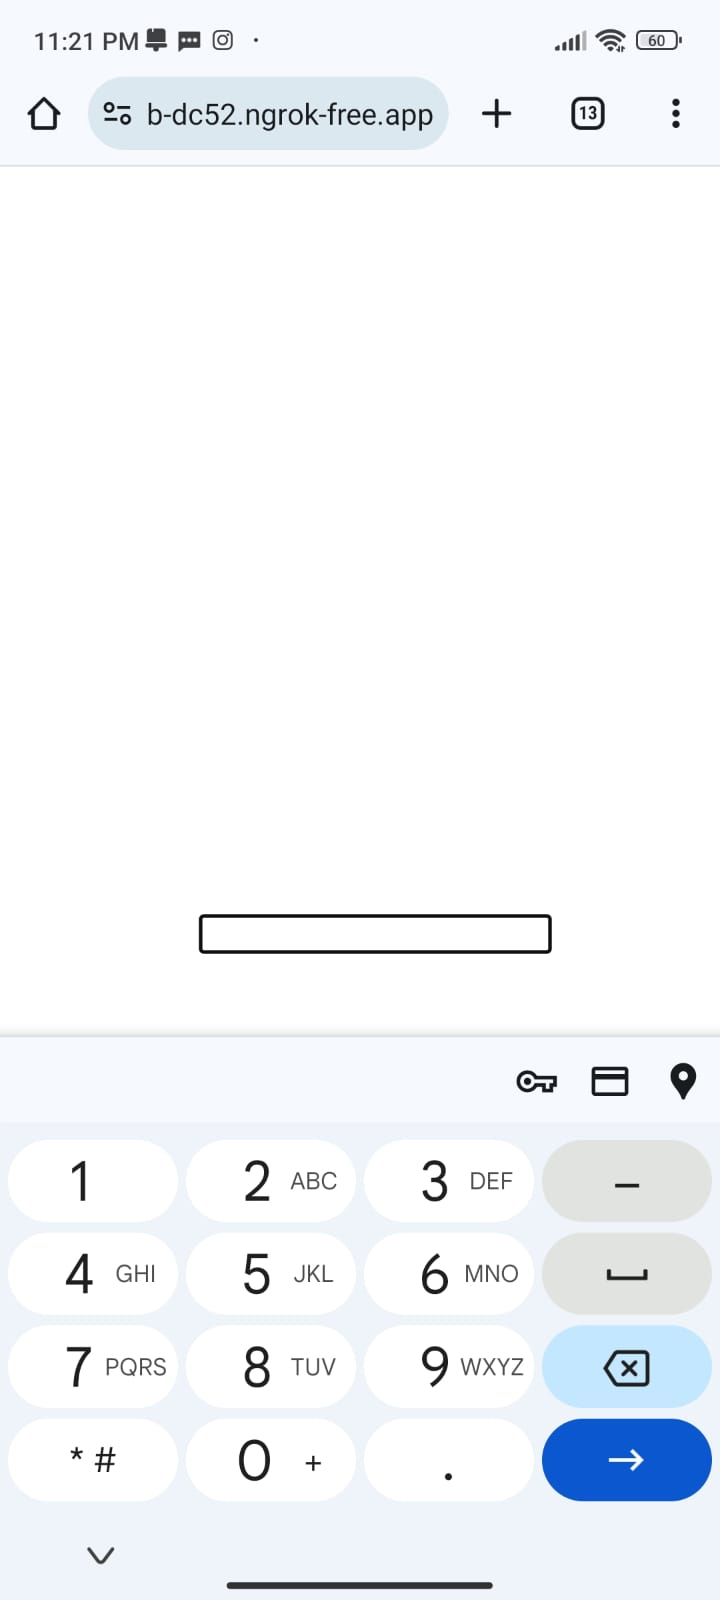 11:21 PM 60
b-dc52.ngrok-free.app 13
1 2 ABC 3 DEF –
4 GHI 5 JKL 6 MNO
7 PQRS 8 TUV 9 WXYZ
* # 0 + .